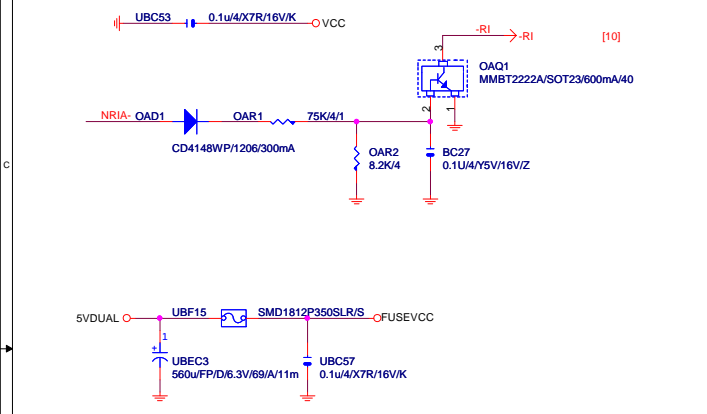 UBC53 0.1u/4/X7R/16V/K VCC
-RI -RI [10]
3
OAQ1
MMBT2222A/SOT23/600mA/40
2 1
NRIA- OAD1 OAR1 75K/4/1
CD4148WP/1206/300mA
OAR2
8.2K/4
BC27
0.1U/4/Y5V/16V/Z
C
5VDUAL UBF15 SMD1812P350SLR/S FUSEVCC
1
+
UBEC3
560u/FP/D/6.3V/69/A/11m
UBC57
0.1u/4/X7R/16V/K